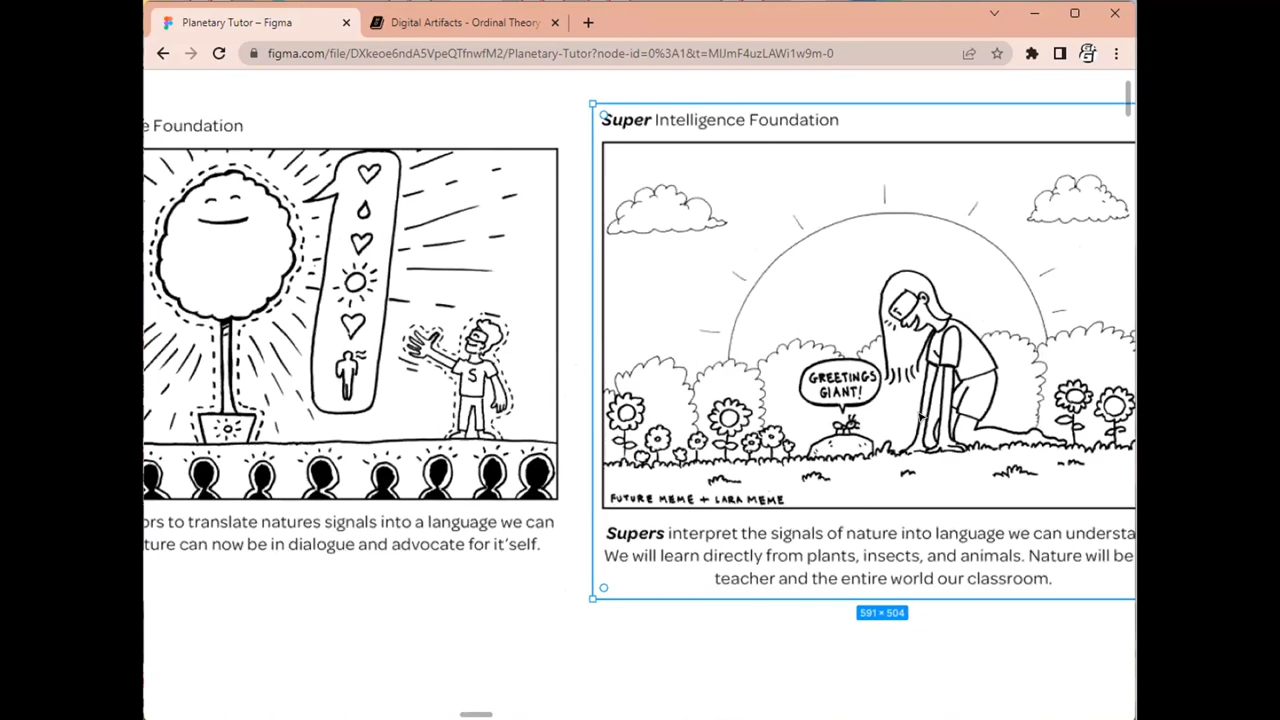 Planetary Tutor – Figma
Digital Artifacts - Ordinal Theory
figma.com/file/DXkeoe6ndA5VpeQTfnwfM2/Planetary-Tutor?node-id=0%3A1&t=MIJmF4uzLAWi1w9m-0
e Foundation
S
ors to translate natures signals into a language we can
ture can now be in dialogue and advocate for it'self.
Super Intelligence Foundation
GREETINGS
GIANT!
FUTURE MEME + LARA MEME
Supers interpret the signals of nature into language we can understa
We will learn directly from plants, insects, and animals. Nature will be
teacher and the entire world our classroom.
591 × 504